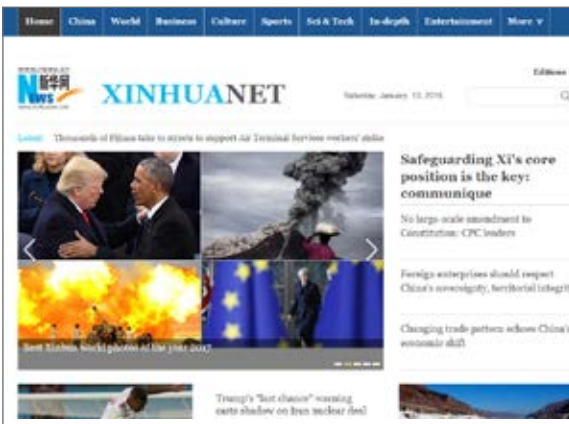 Home China World Business Culture Sports Sci & Tech In-depth Entertainment More
Editions
新华网
NEWS
XINHUANET
Saturday, January 13, 2018
Latest Thousands of Fijians take to streets to support Air Terminal Services workers' strike
Safeguarding Xi's core
position is the key:
communique
No large-scale amendment to
Constitution: CPC leaders
Foreign enterprises should respect
China's sovereignty, territorial integrit
Changing trade pattern echoes China's
economic shift
Best Xinhua World photos of the year 2017
Trump's "last chance" warning
casts shadow on Iran nuclear deal